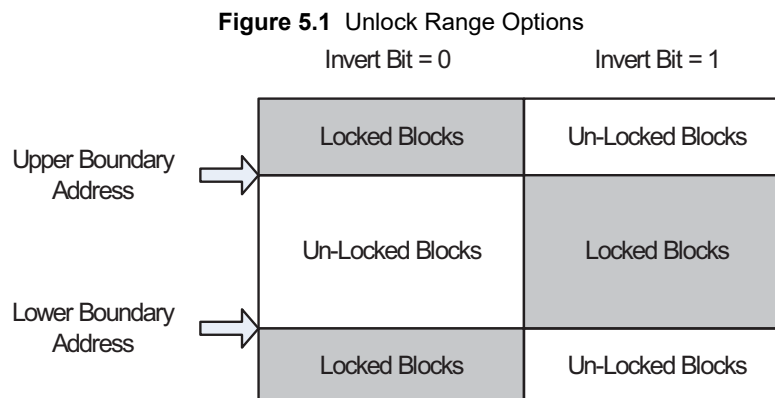 Figure 5.1 Unlock Range Options
Invert Bit = 0
Invert Bit = 1
Locked Blocks
Un-Locked Blocks
Upper Boundary
Address
Un-Locked Blocks
Locked Blocks
Lower Boundary
Address
Locked Blocks
Un-Locked Blocks